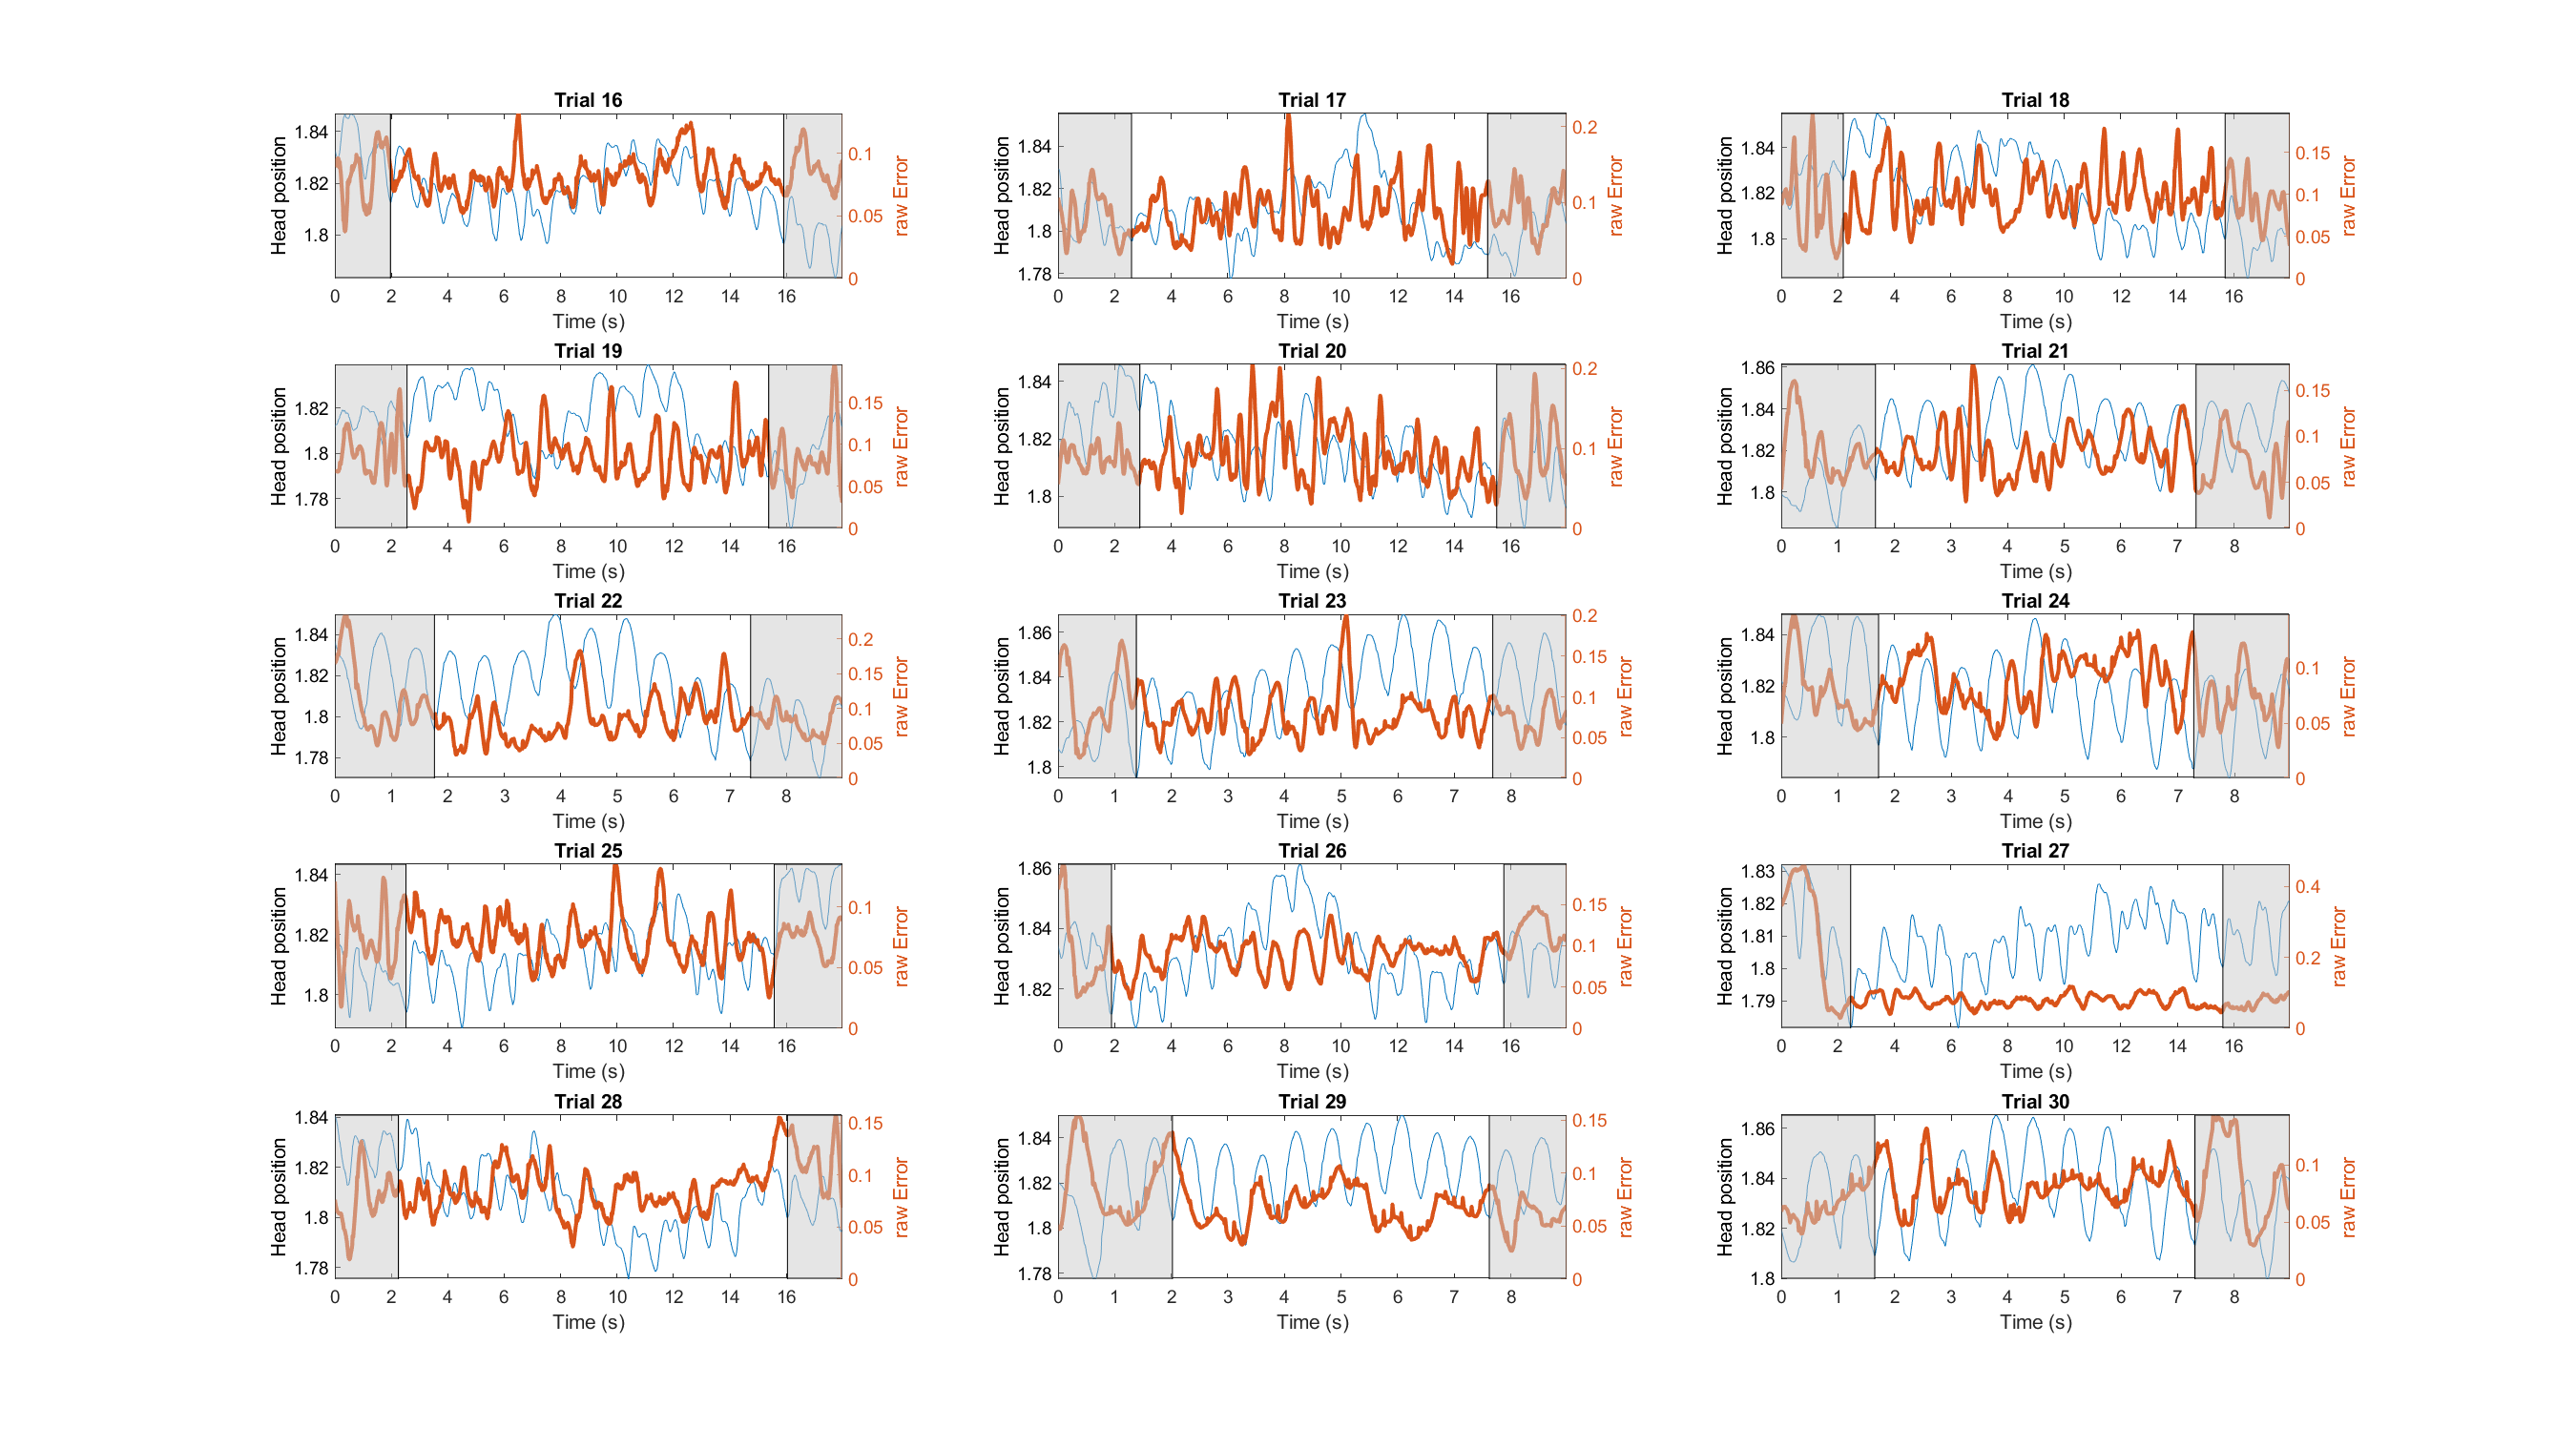 Trial 16
Head position
1.84
1.82
1.8
0.1
0.05
0
raw Error
0 2 4 6 8 10 12 14 16
Time (s)
Trial 17
Head position
1.84
1.82
1.8
1.78
0.2
0.1
0
raw Error
0 2 4 6 8 10 12 14 16
Time (s)
Trial 18
Head position
1.84
1.82
1.8
0.15
0.1
0.05
0
raw Error
0 2 4 6 8 10 12 14 16
Time (s)
Trial 19
Head position
1.82
1.8
1.78
0.15
0.1
0.05
0
raw Error
0 2 4 6 8 10 12 14 16
Time (s)
Trial 20
Head position
1.84
1.82
1.8
0.2
0.1
0
raw Error
0 2 4 6 8 10 12 14 16
Time (s)
Trial 21
Head position
1.86
1.84
1.82
1.8
0.15
0.1
0.05
0
raw Error
0 1 2 3 4 5 6 7 8
Time (s)
Trial 22
Head position
1.84
1.82
1.8
1.78
0.2
0.15
0.1
0.05
0
raw Error
0 1 2 3 4 5 6 7 8
Time (s)
Trial 23
Head position
1.86
1.84
1.82
1.8
0.2
0.15
0.1
0.05
0
raw Error
0 1 2 3 4 5 6 7 8
Time (s)
Trial 24
Head position
1.84
1.82
1.8
0.1
0.05
0
raw Error
0 1 2 3 4 5 6 7 8
Time (s)
Trial 25
Head position
1.84
1.82
1.8
0.1
0.05
0
raw Error
0 2 4 6 8 10 12 14 16
Time (s)
Trial 26
Head position
1.86
1.84
1.82
0.15
0.1
0.05
0
raw Error
0 2 4 6 8 10 12 14 16
Time (s)
Trial 27
Head position
1.83
1.82
1.81
1.8
1.79
0.4
0.2
0
raw Error
0 2 4 6 8 10 12 14 16
Time (s)
Trial 28
Head position
1.84
1.82
1.8
1.78
0.15
0.1
0.05
0
raw Error
0 2 4 6 8 10 12 14 16
Time (s)
Trial 29
Head position
1.84
1.82
1.8
1.78
0.15
0.1
0.05
0
raw Error
0 1 2 3 4 5 6 7 8
Time (s)
Trial 30
Head position
1.86
1.84
1.82
1.8
0.1
0.05
0
raw Error
0 1 2 3 4 5 6 7 8
Time (s)